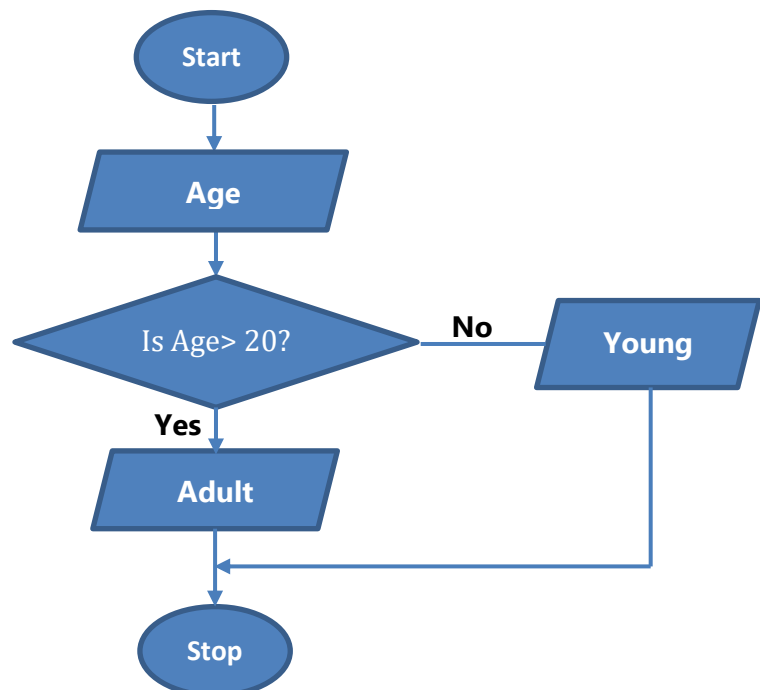 Start
Age
Is Age> 20?
No
Young
Yes
Adult
Stop